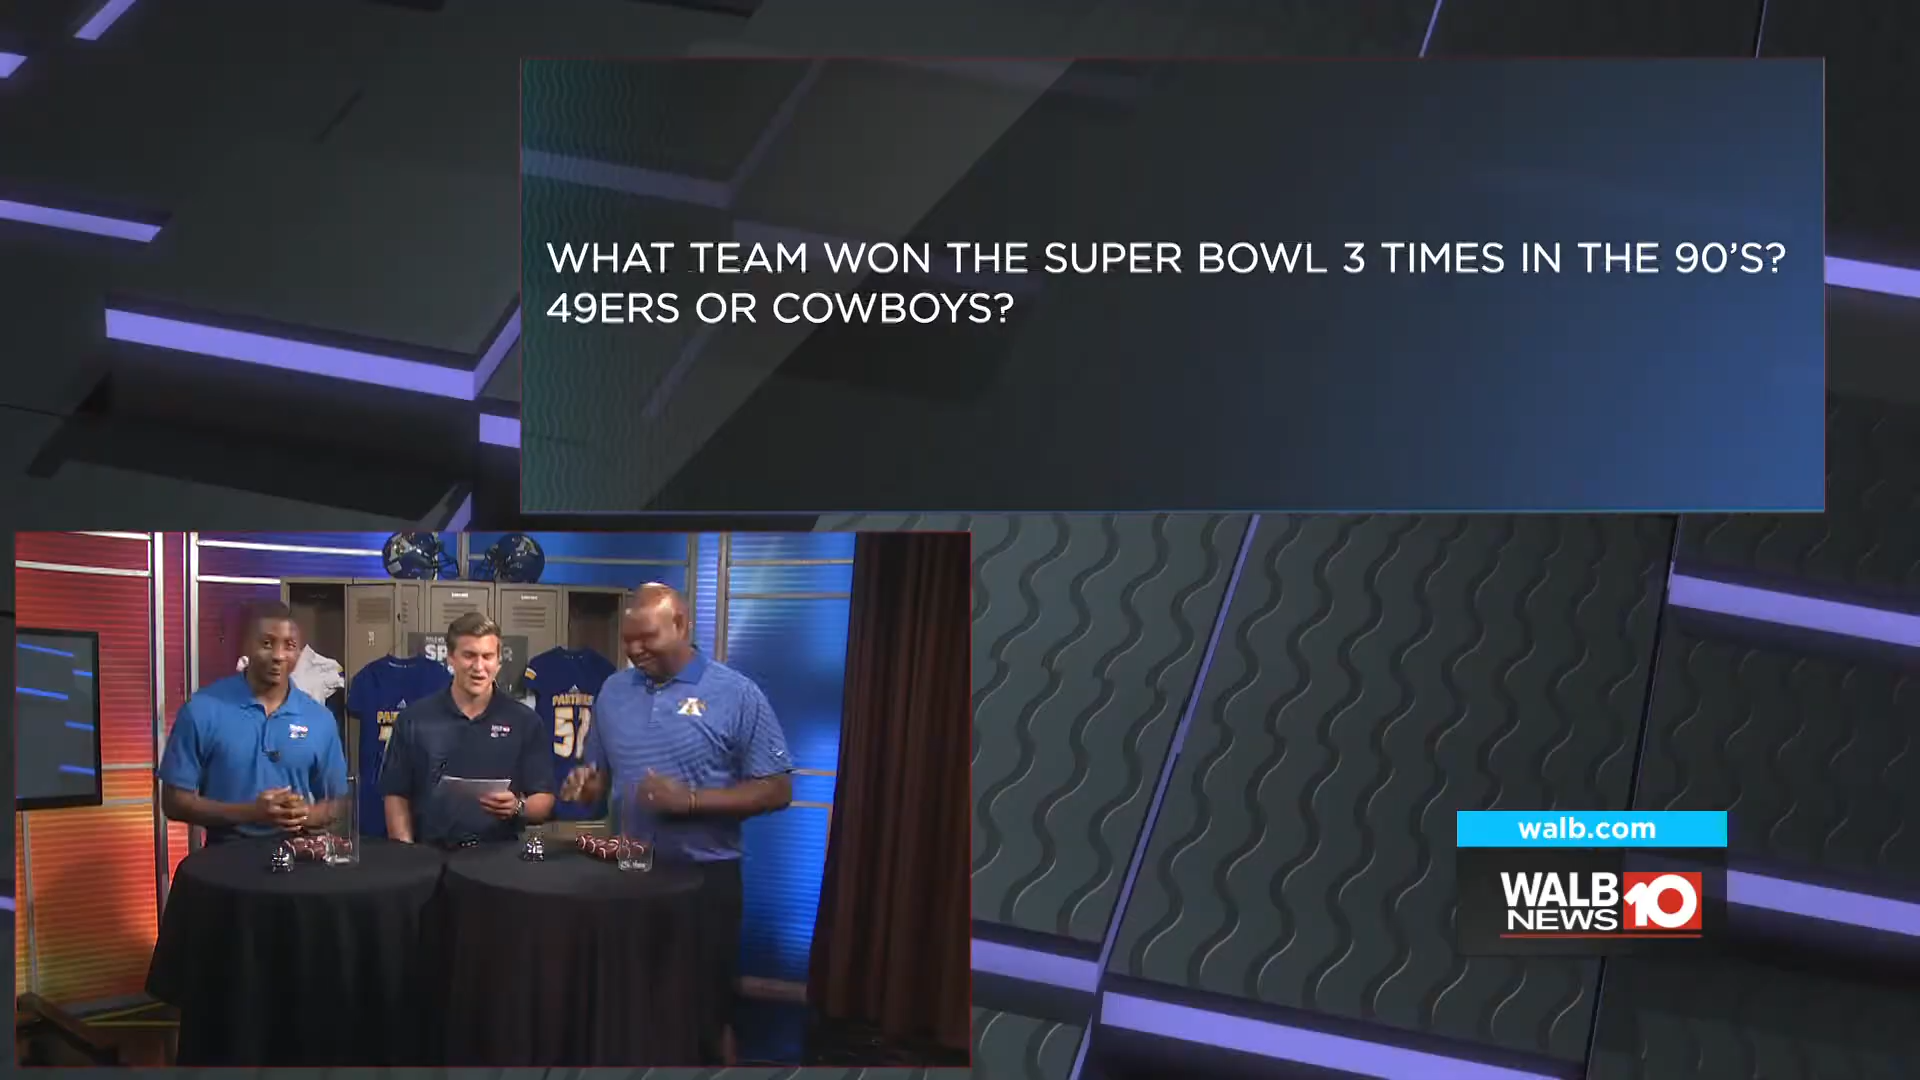 WHAT TEAM WON THE SUPER BOWL 3 TIMES IN THE 90'S?
49ERS OR COWBOYS?
51
walb.com
WALB
NEWS 10